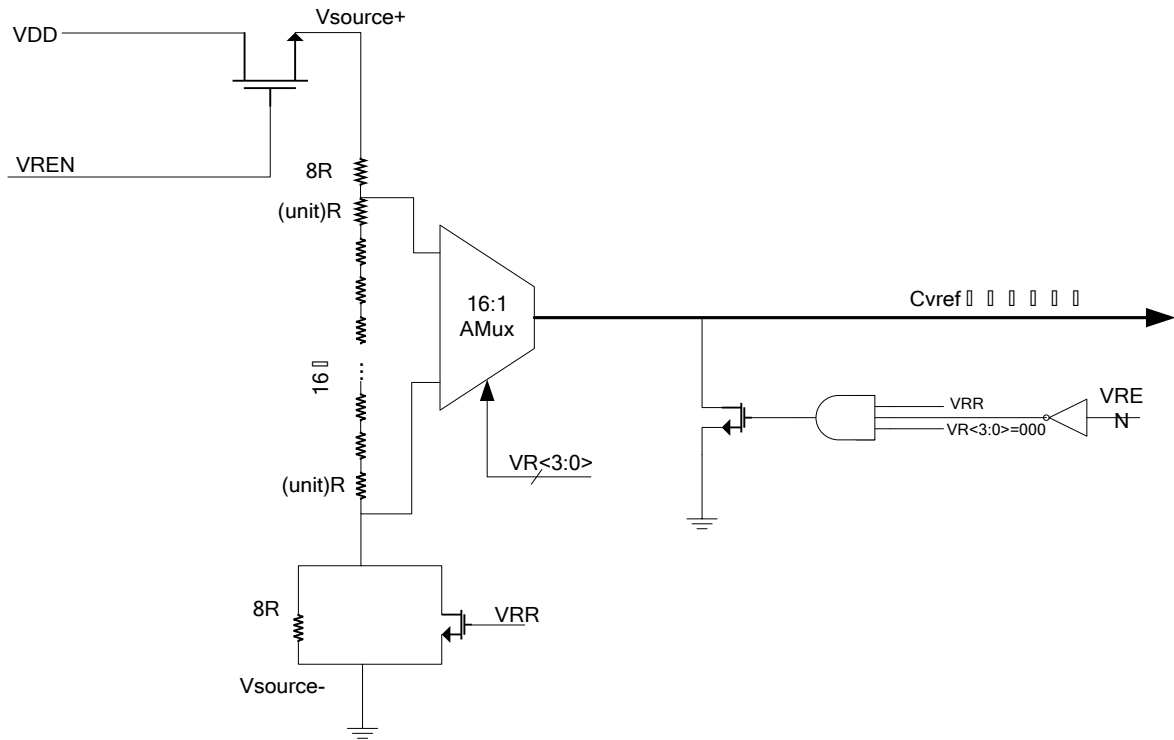 Vsource+
VDD
VREN
8R
(unit)R
16:1
AMux
Cvref
16
VRR
VRE
N
VR<3:0>=000
VR<3:0>
(unit)R
8R
VRR
Vsource-